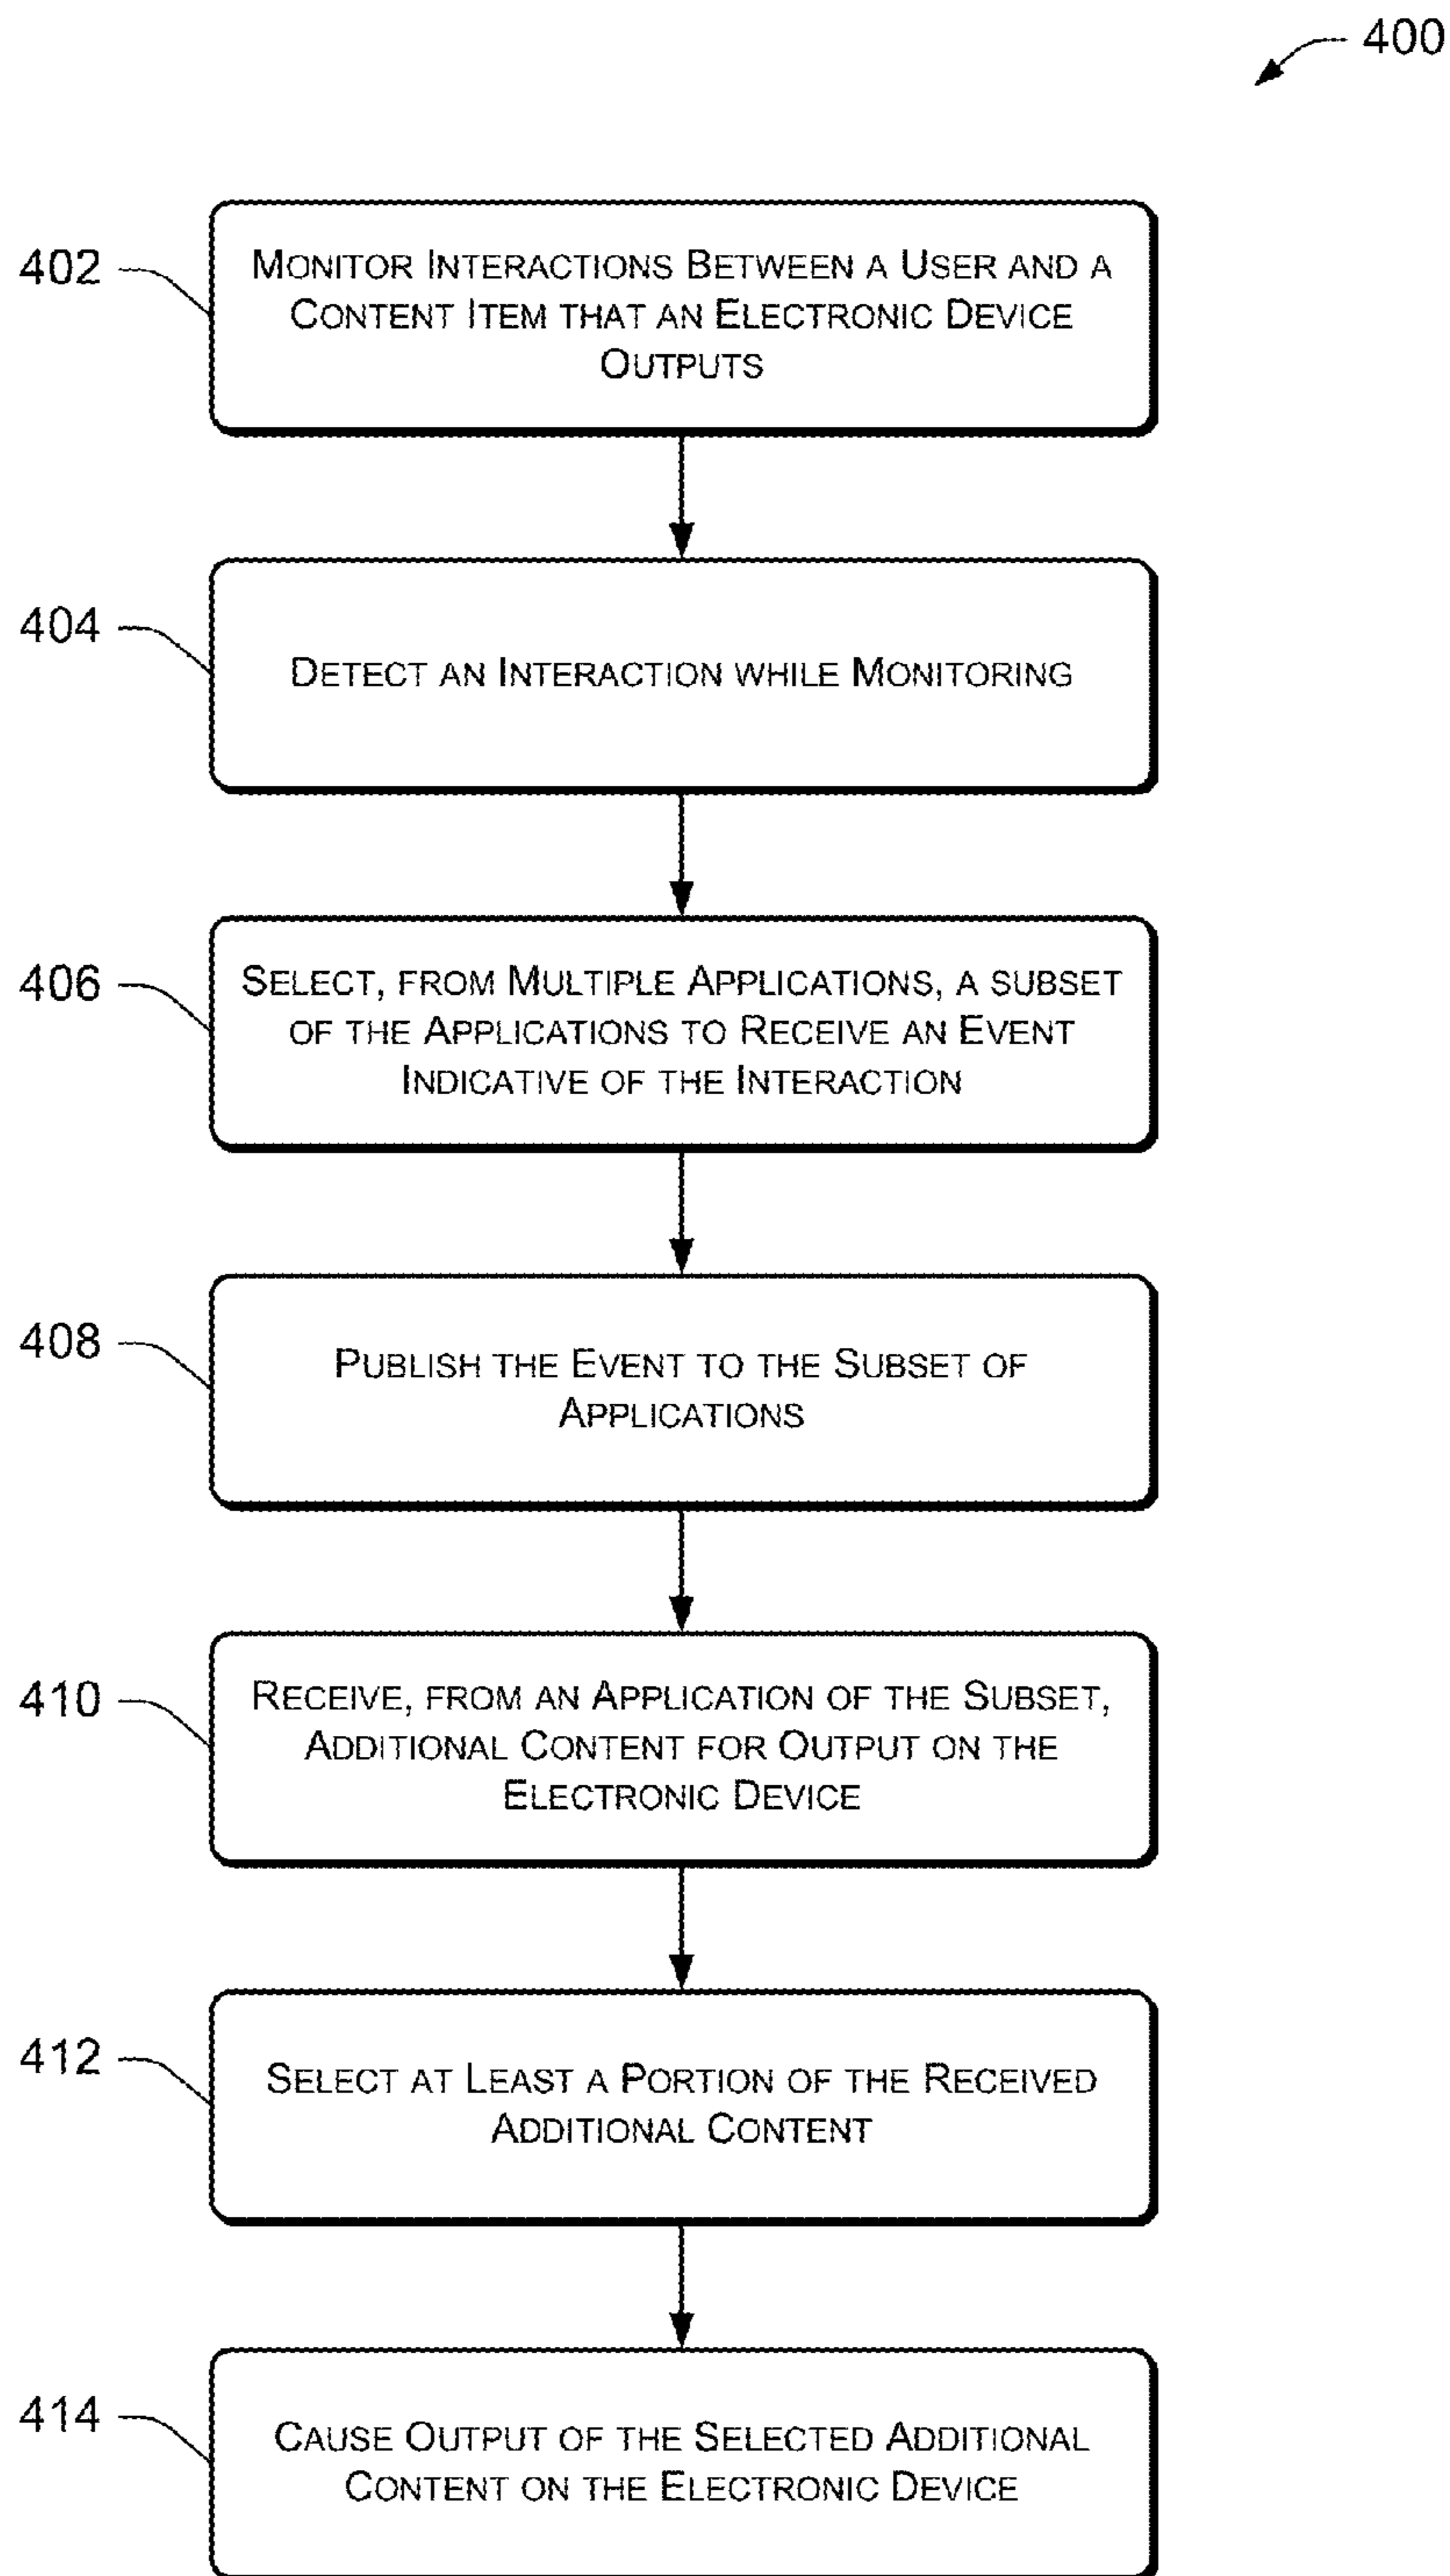 400
402
MONITOR INTERACTIONS BETWEEN A USER AND A
CONTENT ITEM THAT AN ELECTRONIC DEVICE
OUTPUTS
404
DETECT AN INTERACTION WHILE MONITORING
406
SELECT, FROM MULTIPLE APPLICATIONS, A SUBSET
OF THE APPLICATIONS TO RECEIVE AN EVENT
INDICATIVE OF THE INTERACTION
408
PUBLISH THE EVENT TO THE SUBSET OF
APPLICATIONS
410
RECEIVE, FROM AN APPLICATION OF THE SUBSET,
ADDITIONAL CONTENT FOR OUTPUT ON THE
ELECTRONIC DEVICE
412
SELECT AT LEAST A PORTION OF THE RECEIVED
ADDITIONAL CONTENT
414
CAUSE OUTPUT OF THE SELECTED ADDITIONAL
CONTENT ON THE ELECTRONIC DEVICE